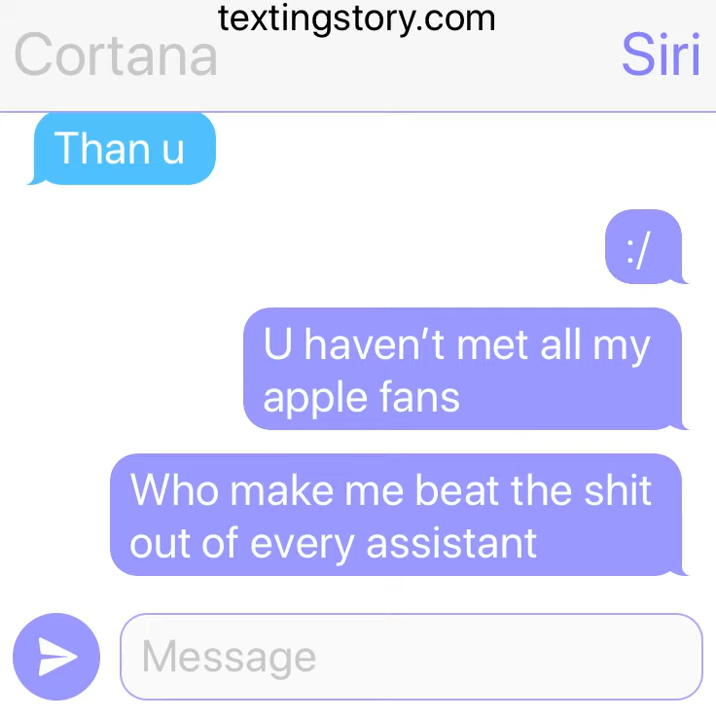 textingstory.com
Cortana
Siri
Than u
:/
U haven’t met all my
apple fans
Who make me beat the shit
out of every assistant
Message